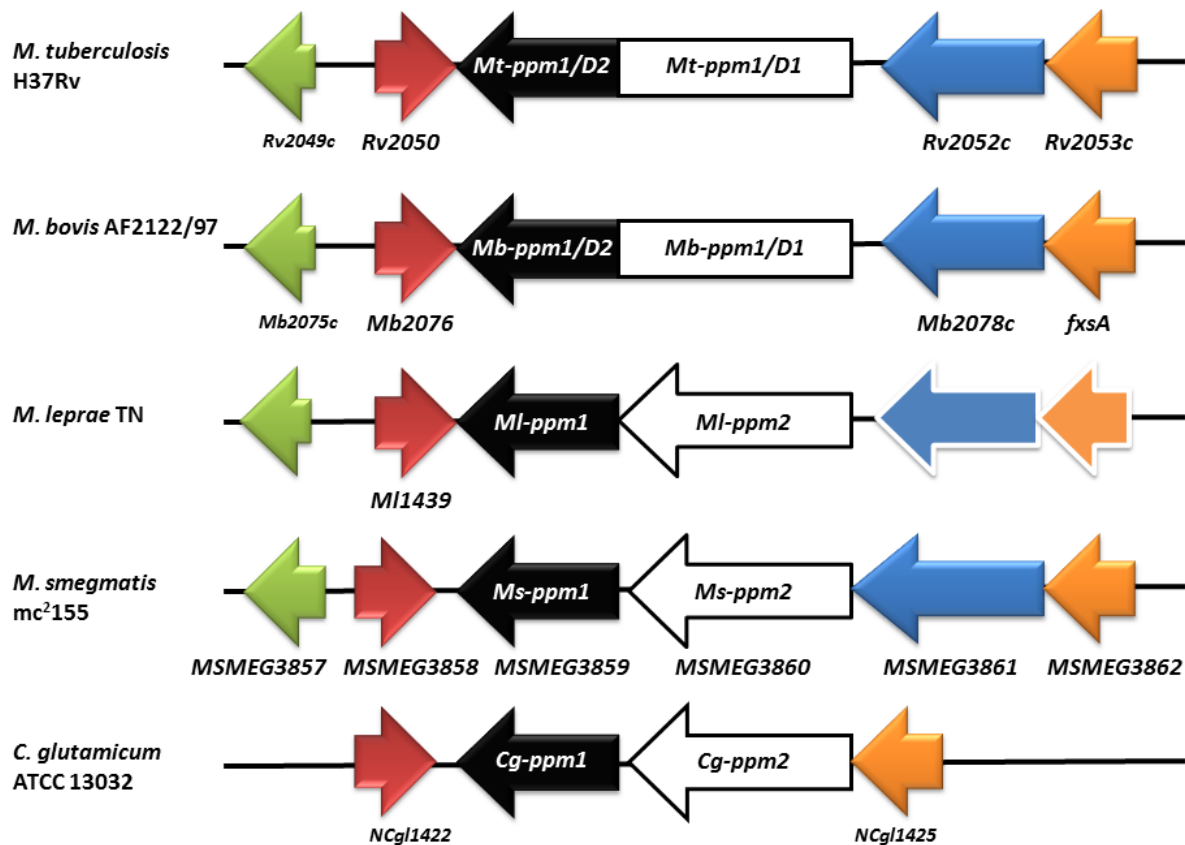 M. tuberculosis
H37Rv
Mt-ppm1/D2 Mt-ppm1/D1
Rv2049c Rv2050 Rv2052c Rv2053c
M. bovis AF2122/97
Mb-ppm1/D2 Mb-ppm1/D1
Mb2075c Mb2076 Mb2078c fxsA
M. leprae TN
Ml-ppm1 Ml-ppm2
Ml1439
M. smegmatis
mc²155
Ms-ppm1 Ms-ppm2
MSMEG3857 MSMEG3858 MSMEG3859 MSMEG3860 MSMEG3861 MSMEG3862
C. glutamicum
ATCC 13032
Cg-ppm1 Cg-ppm2
NCgl1422 NCgl1425